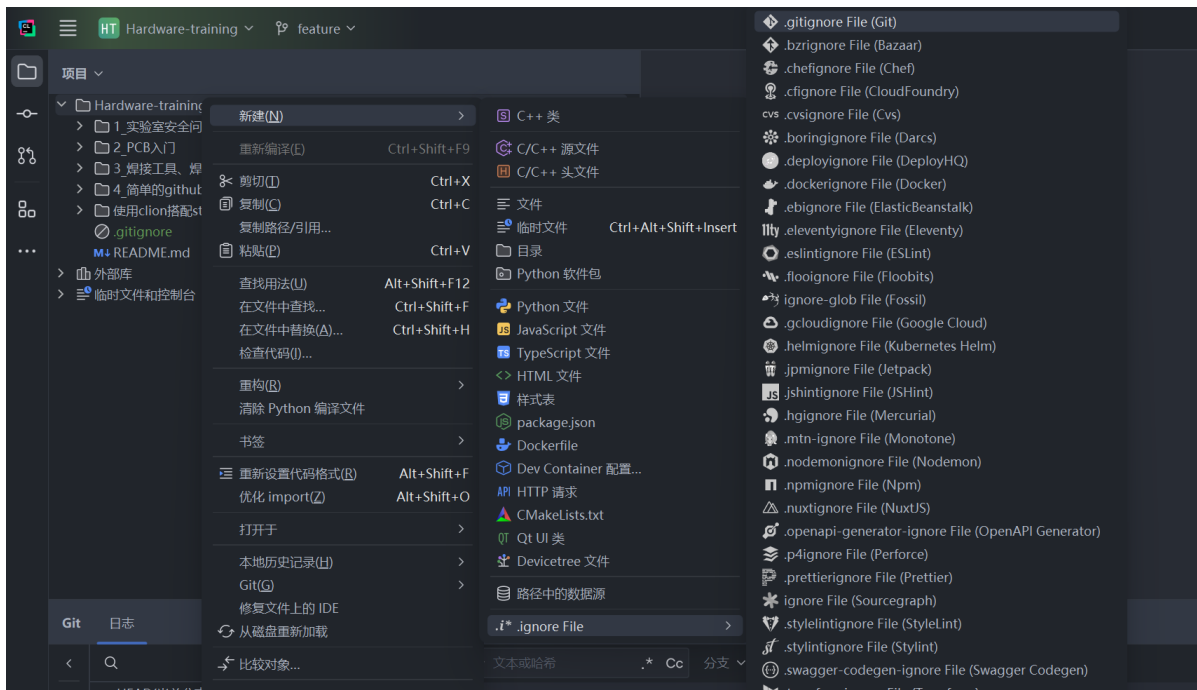 HT Hardware-training feature
项目
Hardware-training
1_实验室安全问
2_PCB入门
3_焊接工具、焊
4_简单的github
使用clion搭配st
.gitignore
M↓ README.md
外部库
临时文件和控制台
Git 日志
新建(N)
重新编译(E) Ctrl+Shift+F9
剪切(T) Ctrl+X
复制(C) Ctrl+C
复制路径/引用...
粘贴(P) Ctrl+V
查找用法(U) Alt+Shift+F12
在文件中查找... Ctrl+Shift+F
在文件中替换(A)... Ctrl+Shift+H
检查代码(I)...
重构(R)
清除 Python 编译文件
书签
重新设置代码格式(R) Alt+Shift+F
优化 import(Z) Alt+Shift+O
打开于
本地历史记录(H)
Git(G)
修复文件上的 IDE
从磁盘重新加载
比较对象...
C++ 类
C/C++ 源文件
C/C++ 头文件
文件
临时文件 Ctrl+Alt+Shift+Insert
目录
Python 软件包
Python 文件
JS JavaScript 文件
TS TypeScript 文件
HTML 文件
样式表
package.json
Dockerfile
Dev Container 配置...
API HTTP 请求
CMakeLists.txt
QT Qt UI 类
Devicetree 文件
路径中的数据源
.i* .ignore File
文本或哈希 .* Cc 分支
.gitignore File (Git)
.bzrignore File (Bazaar)
.chefignore File (Chef)
.cfignore File (CloudFoundry)
cvs .cvsignore File (Cvs)
.boringignore File (Darcs)
.deployignore File (DeployHQ)
.dockerignore File (Docker)
.ebignore File (ElasticBeanstalk)
11ty .eleventyignore File (Eleventy)
.eslintignore File (ESLint)
.flooignore File (Floobits)
ignore-glob File (Fossil)
.gcloudignore File (Google Cloud)
.helmignore File (Kubernetes Helm)
.jpmignore File (Jetpack)
JS .jshintignore File (JSHint)
.hgignore File (Mercurial)
.mtn-ignore File (Monotone)
.nodemonignore File (Nodemon)
.npmignore File (Npm)
.nuxtignore File (NuxtJS)
.openapi-generator-ignore File (OpenAPI Generator)
.p4ignore File (Perforce)
.prettierignore File (Prettier)
ignore File (Sourcegraph)
.stylelintignore File (StyleLint)
.stylintignore File (Stylint)
.swagger-codegen-ignore File (Swagger Codegen)